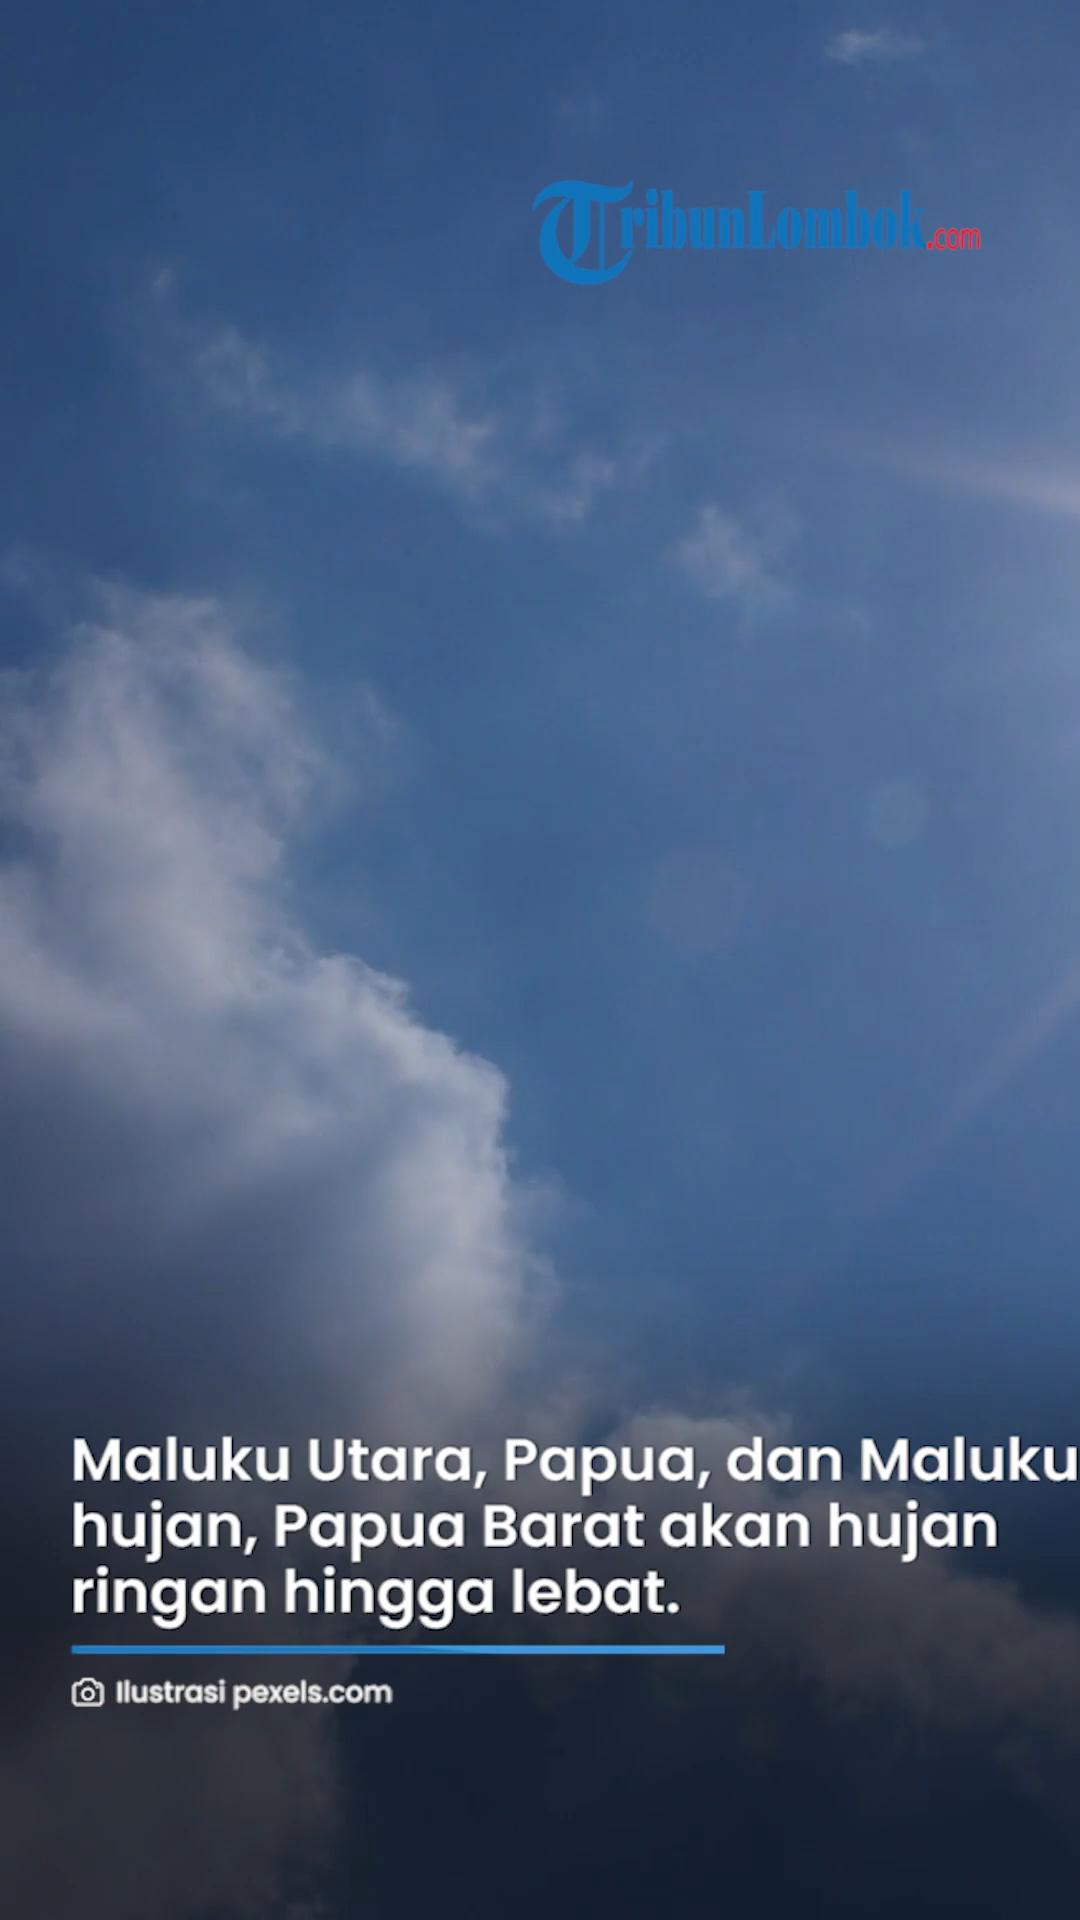 TribunLombok.com
Maluku Utara, Papua, dan Maluku
hujan, Papua Barat akan hujan
ringan hingga lebat.
Ilustrasi pexels.com